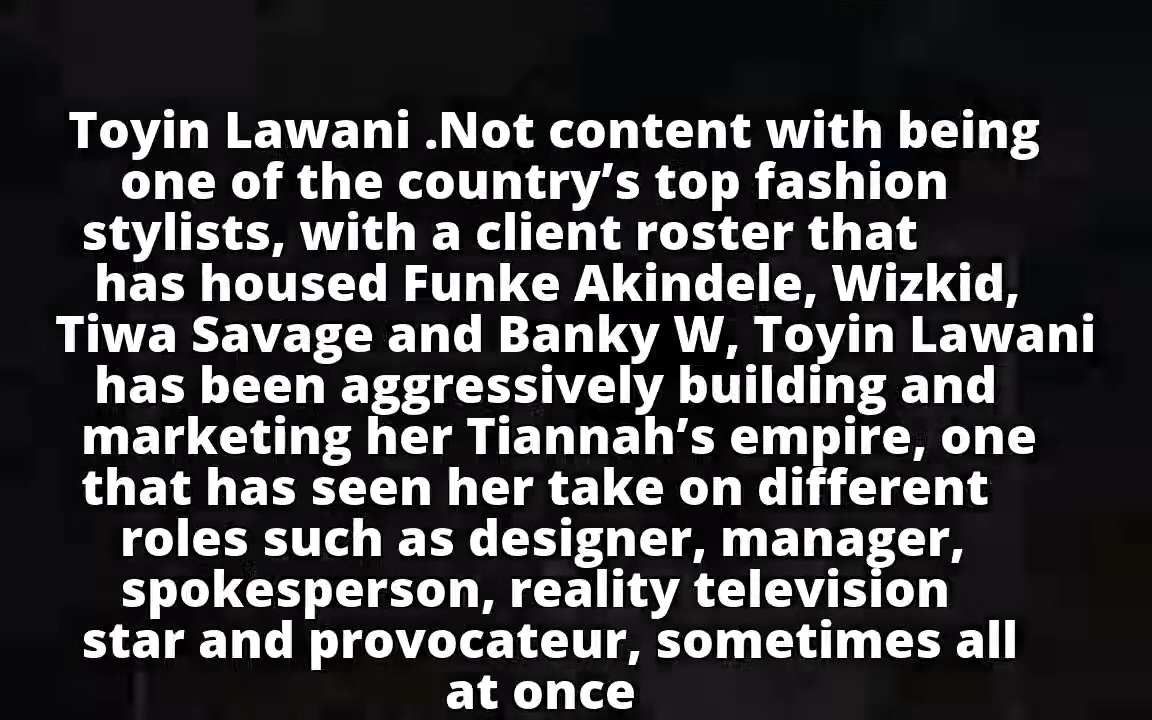 Toyin Lawani .Not content with being
one of the country’s top fashion
stylists, with a client roster that
has housed Funke Akindele, Wizkid,
Tiwa Savage and Banky W, Toyin Lawani
has been aggressively building and
marketing her Tiannah’s empire, one
that has seen her take on different
roles such as designer, manager,
spokesperson, reality television
star and provocateur, sometimes all
at once